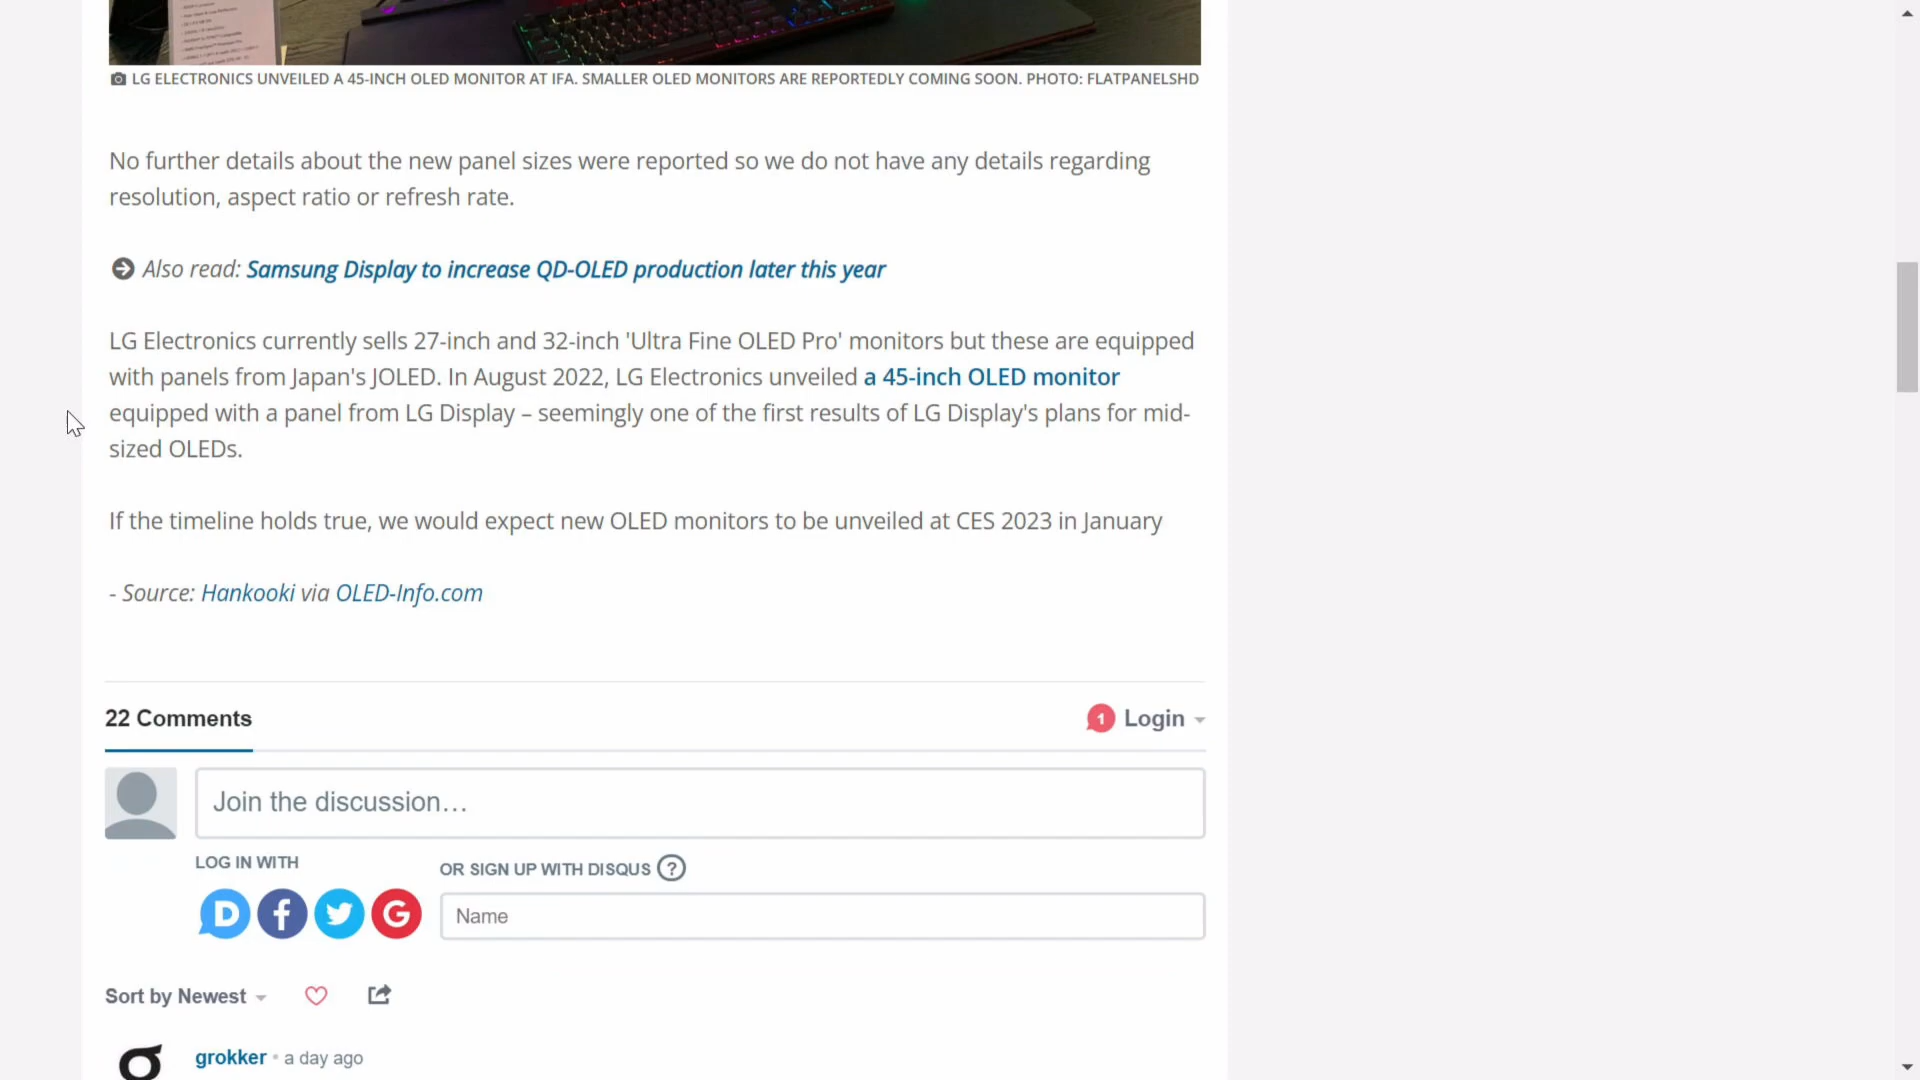 LG ELECTRONICS UNVEILED A 45-INCH OLED MONITOR AT IFA. SMALLER OLED MONITORS ARE REPORTEDLY COMING SOON. PHOTO: FLATPANELSHD
No further details about the new panel sizes were reported so we do not have any details regarding
resolution, aspect ratio or refresh rate.
Also read: Samsung Display to increase QD-OLED production later this year
LG Electronics currently sells 27-inch and 32-inch 'Ultra Fine OLED Pro' monitors but these are equipped
with panels from Japan's JOLED. In August 2022, LG Electronics unveiled a 45-inch OLED monitor
equipped with a panel from LG Display – seemingly one of the first results of LG Display's plans for mid-
sized OLEDs.
If the timeline holds true, we would expect new OLED monitors to be unveiled at CES 2023 in January
- Source: Hankooki via OLED-Info.com
22 Comments
1 Login
Join the discussion…
LOG IN WITH
OR SIGN UP WITH DISQUS ?
D f G
Name
Sort by Newest
grokker • a day ago